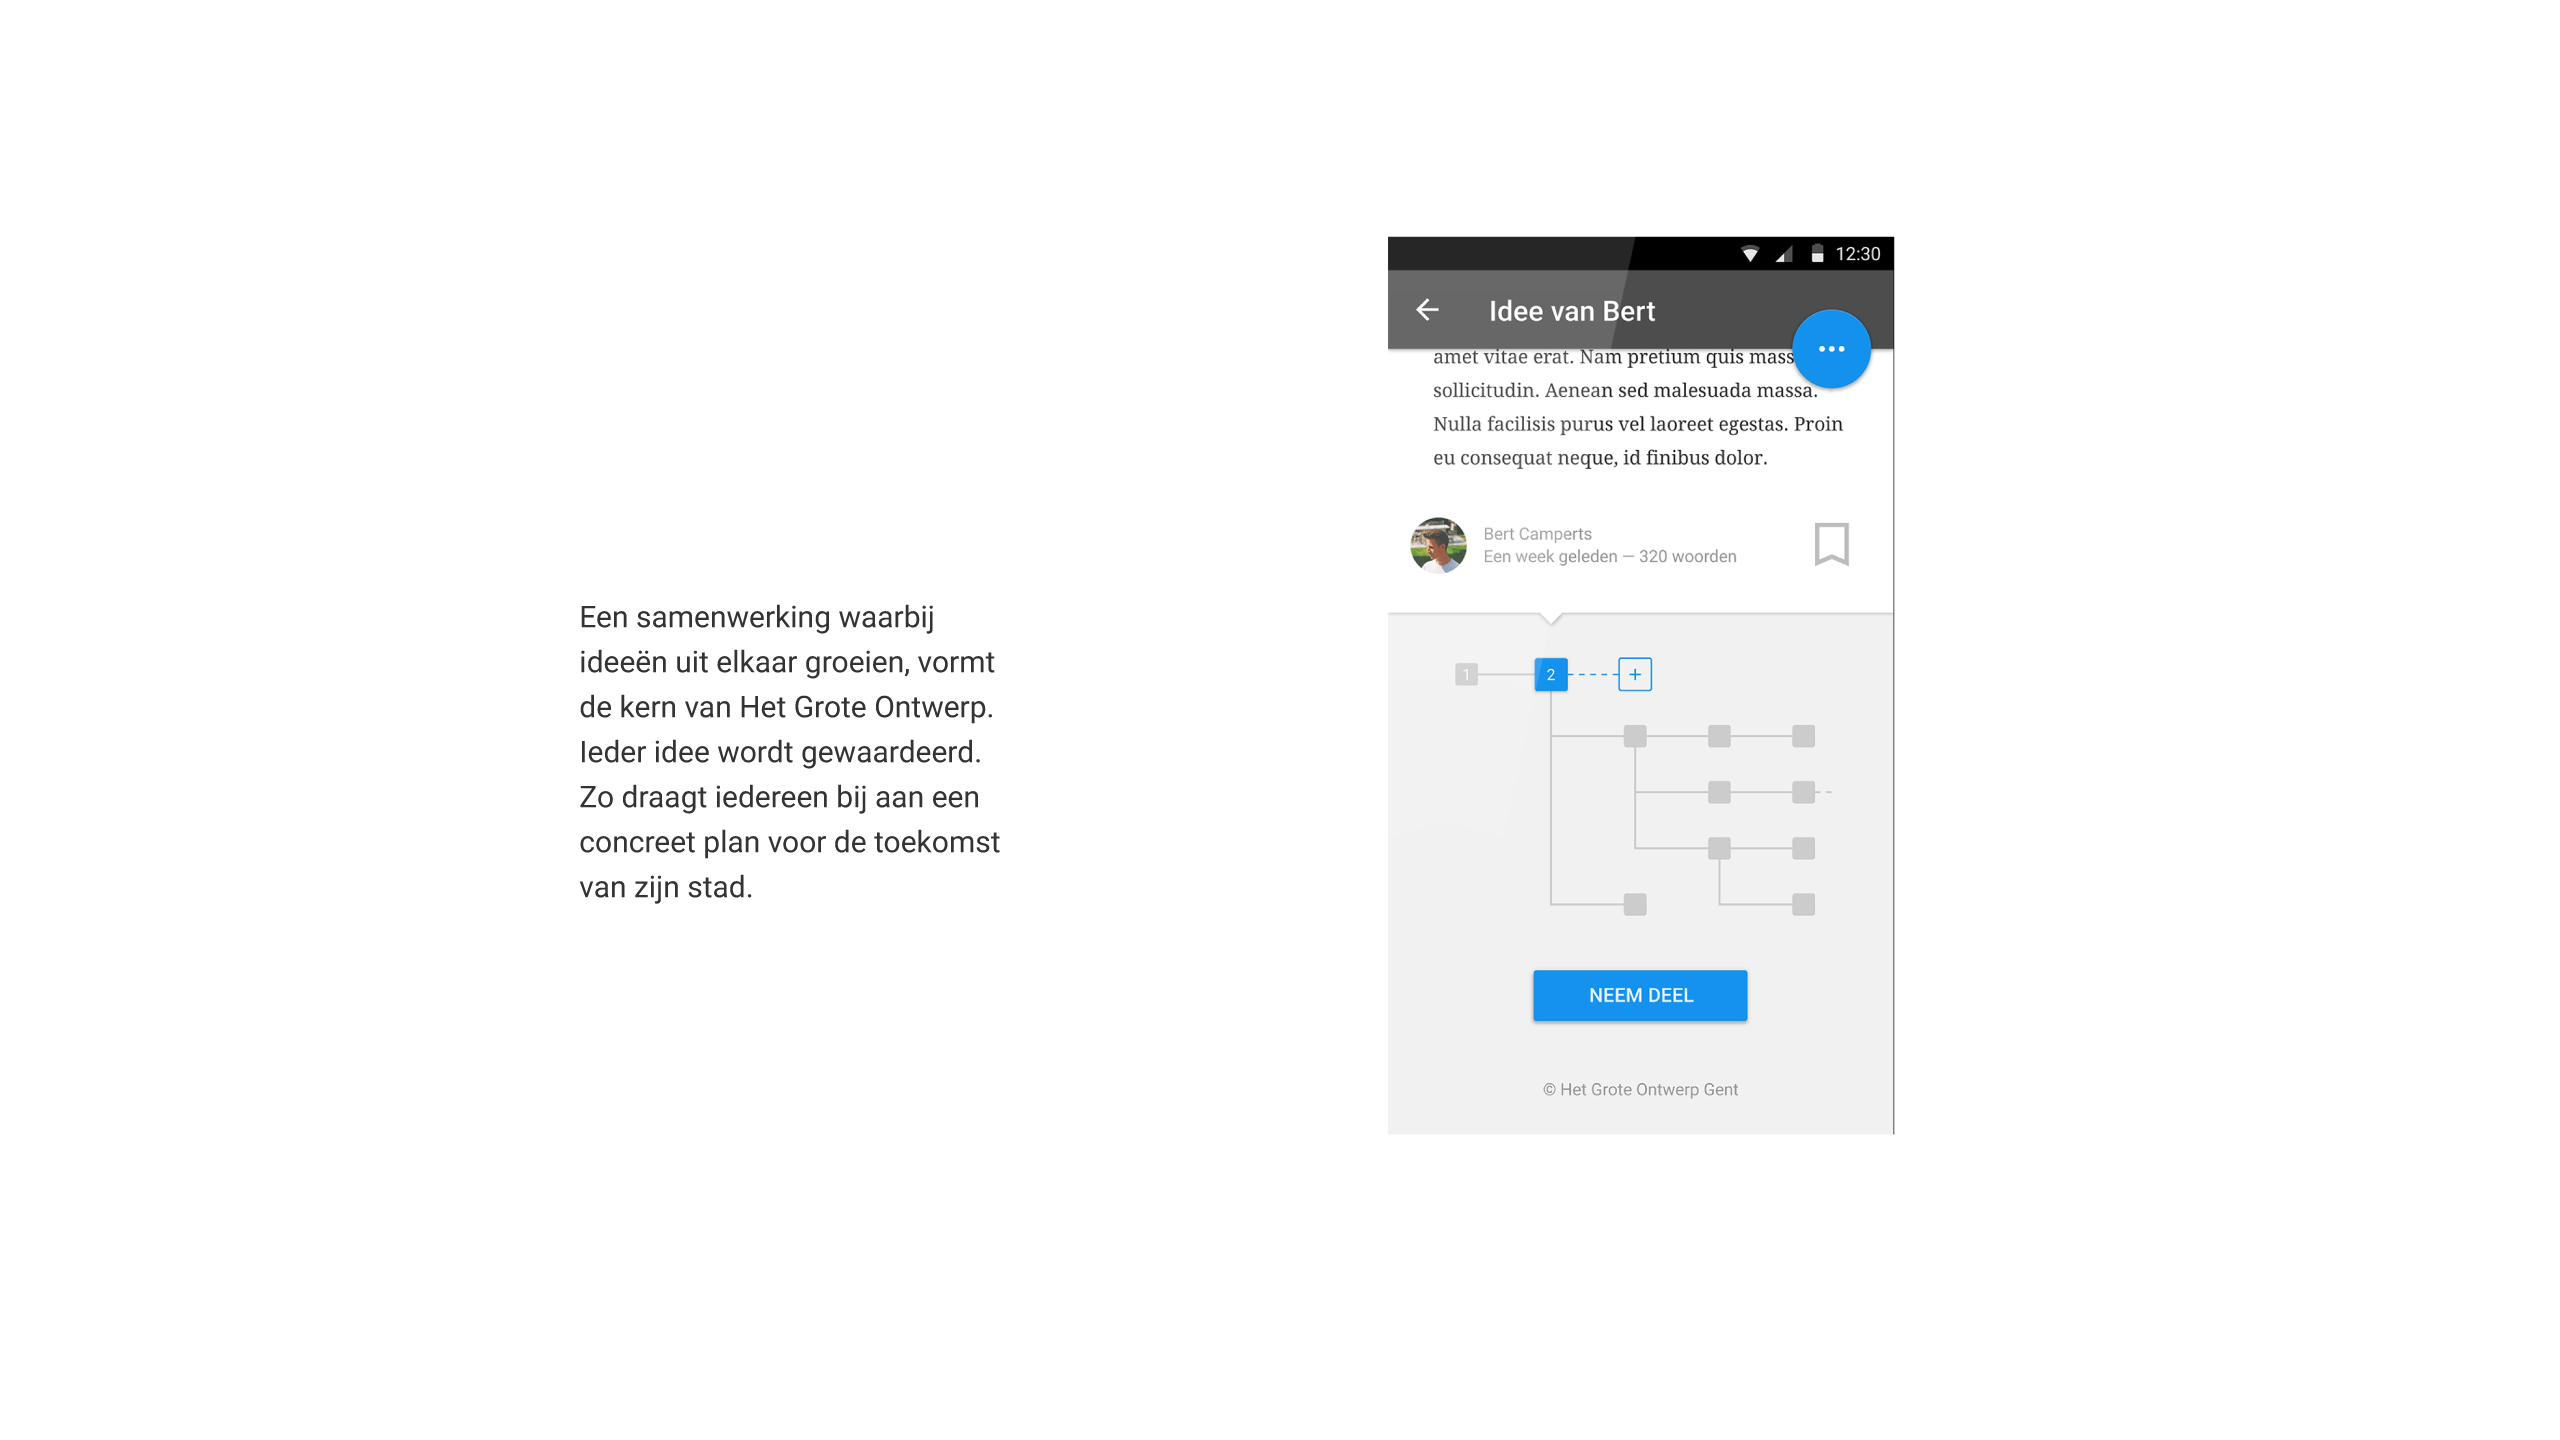 Een samenwerking waarbij
ideeën uit elkaar groeien, vormt
de kern van Het Grote Ontwerp.
Ieder idee wordt gewaardeerd.
Zo draagt iedereen bij aan een
concreet plan voor de toekomst
van zijn stad.
12:30
Idee van Bert
amet vitae erat. Nam pretium quis mass
sollicitudin. Aenean sed malesuada massa.
Nulla facilisis purus vel laoreet egestas. Proin
eu consequat neque, id finibus dolor.
Bert Camperts
Een week geleden — 320 woorden
1 2 +
NEEM DEEL
© Het Grote Ontwerp Gent